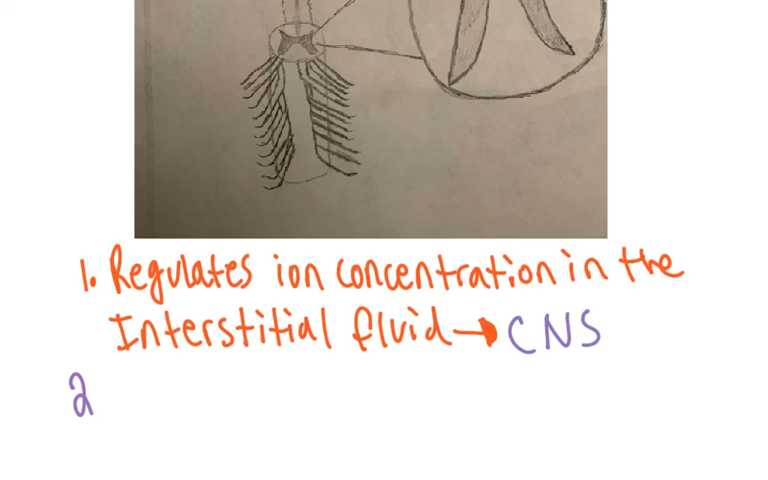 1. Regulates ion concentration in the
Interstitial fluid → CNS
2